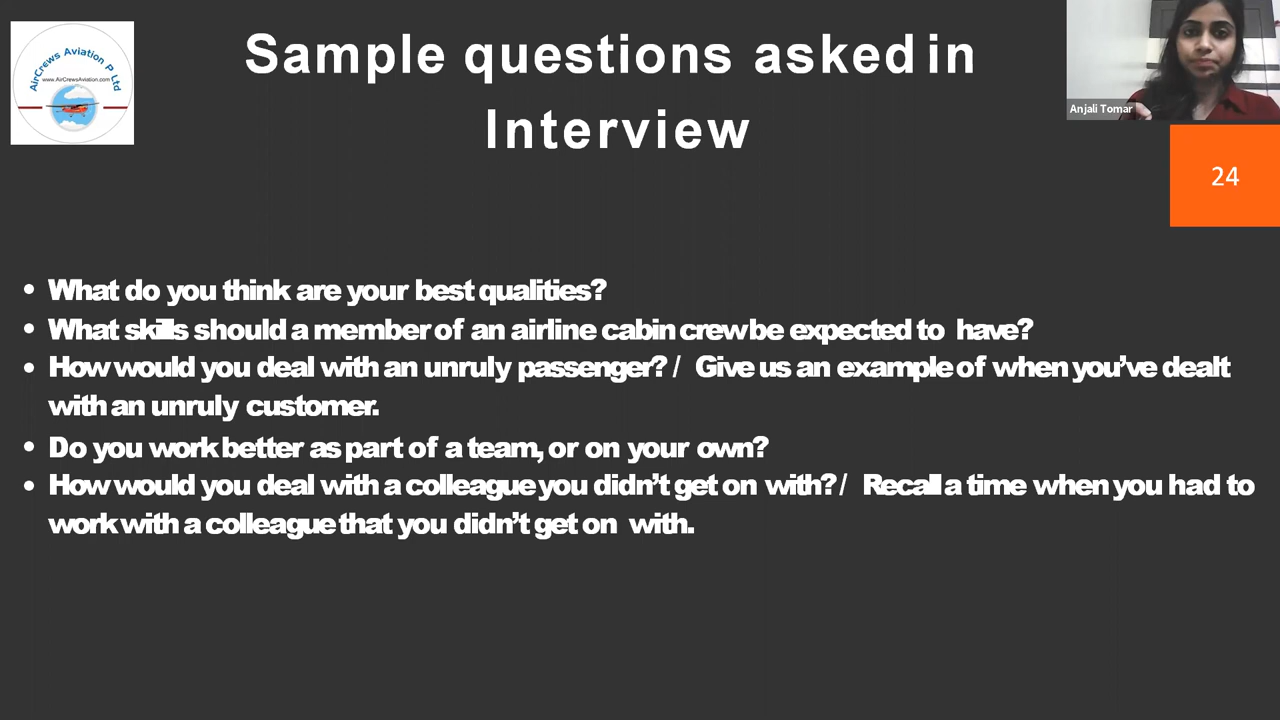 AirCrews Aviation P Ltd
www.AirCrewsAviation.com
Sample questions asked in
Interview
Anjali Tomar
24
• What do you think are your best qualities?
• What skills should a member of an airline cabin crew be expected to have?
• How would you deal with an unruly passenger? / Give us an example of when you’ve dealt
with an unruly customer.
• Do you work better as part of a team, or on your own?
• How would you deal with a colleague you didn’t get on with? / Recall a time when you had to
work with a colleague that you didn’t get on with.